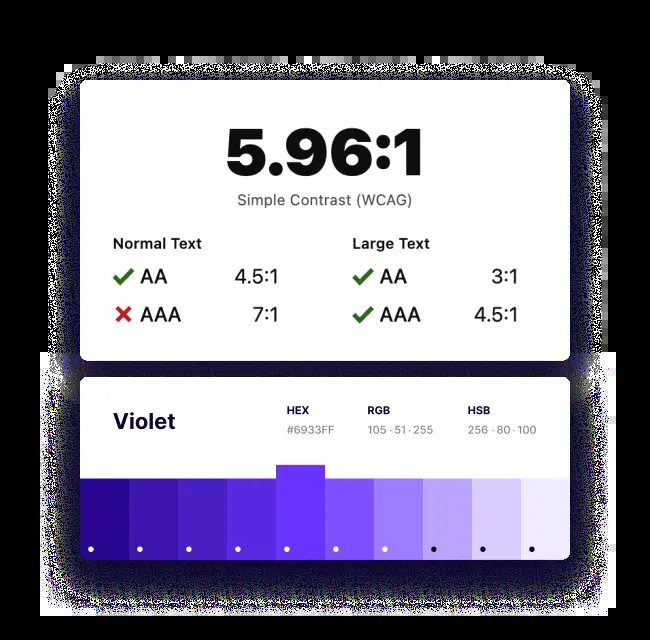 5.96:1
Simple Contrast (WCAG)
Normal Text
AA 4.5:1
AAA 7:1
Large Text
AA 3:1
AAA 4.5:1
Violet
HEX
#6933FF
RGB
105 · 51 · 255
HSB
256 · 80 · 100